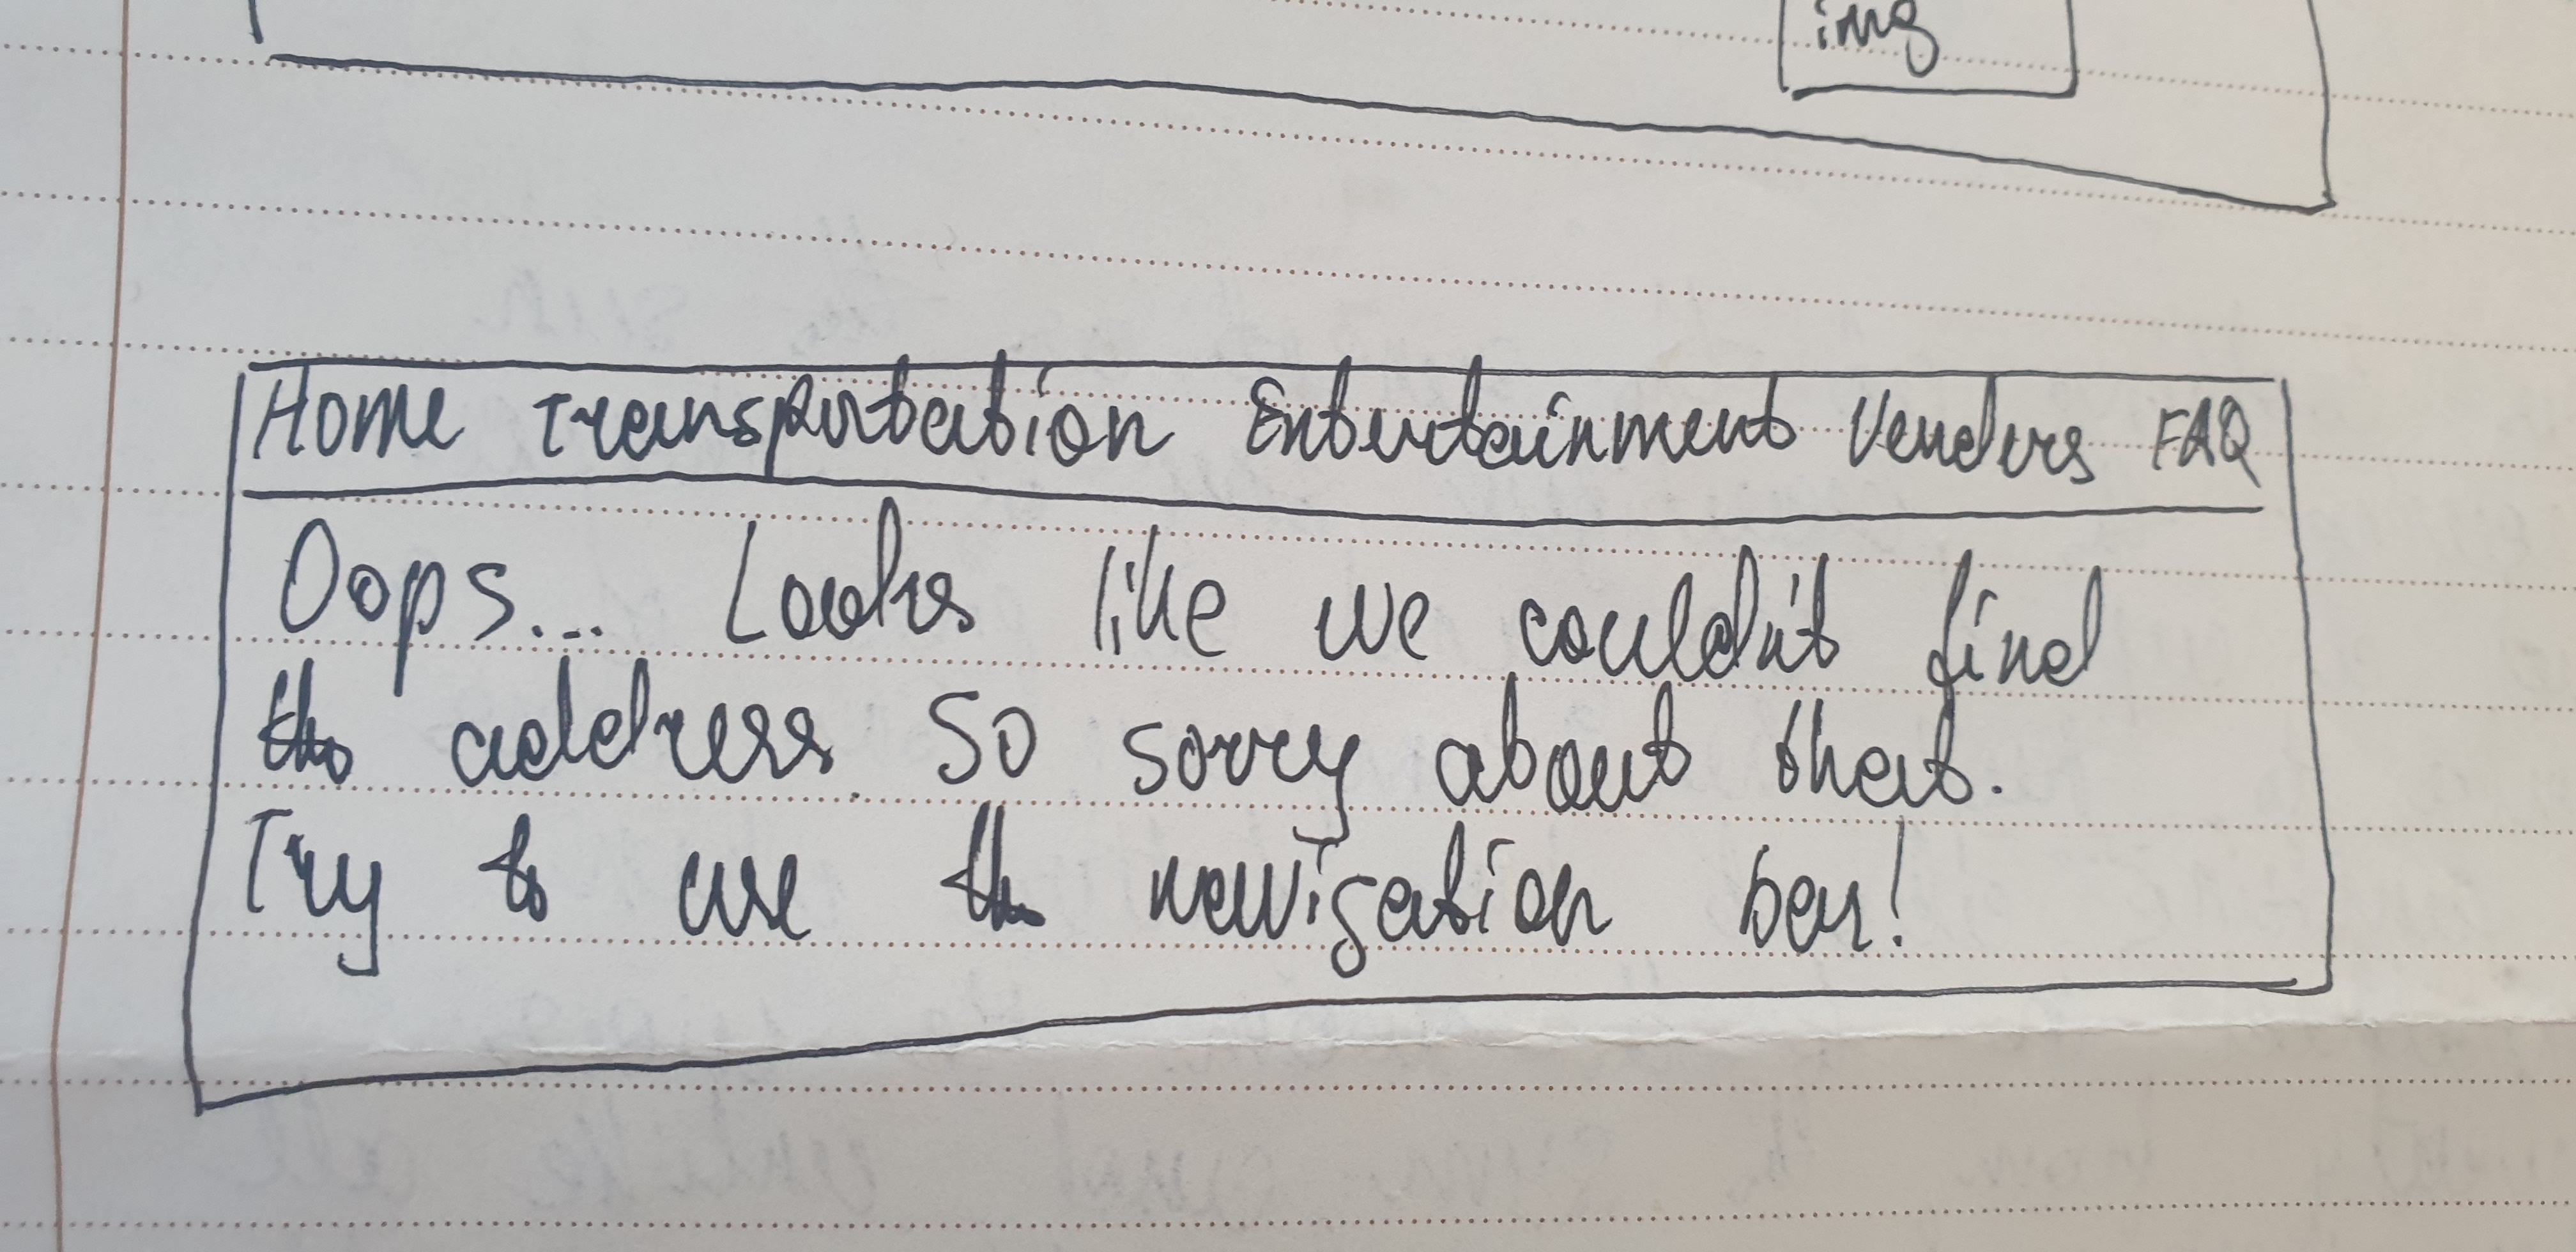 img
Home Transportation Entertainment Venders FAQ
Oops... Looks like we couldn't find
the address. So sorry about that.
Try to use the navigation bar!